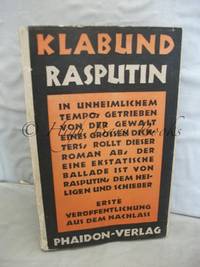 KLABUND
RASPUTIN
IN UNHEIMLICHEM
TEMPO, GETRIEBEN
VON DER GEWALT
EINES GROSSEN DICH-
TERS, ROLLT DIESER
ROMAN AB, DER
EINE EKSTATISCHE
BALLADE IST VON
RASPUTIN, DEM HEI-
LIGEN UND SCHIEBER
ERSTE
VERÖFFENTLICHUNG
AUS DEM NACHLASS
PHAIDON-VERLAG